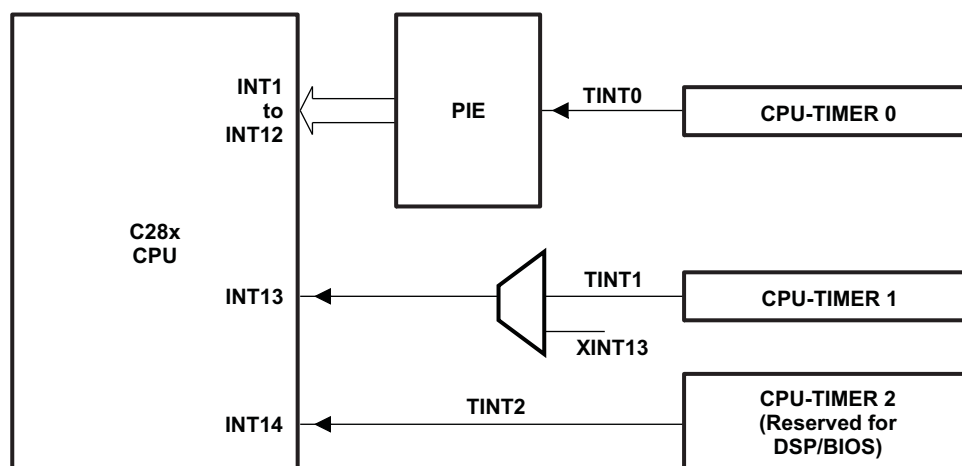 INT1
to
INT12
PIE
TINT0
CPU-TIMER 0
C28x
CPU
INT13
TINT1
XINT13
CPU-TIMER 1
INT14
TINT2
CPU-TIMER 2
(Reserved for
DSP/BIOS)